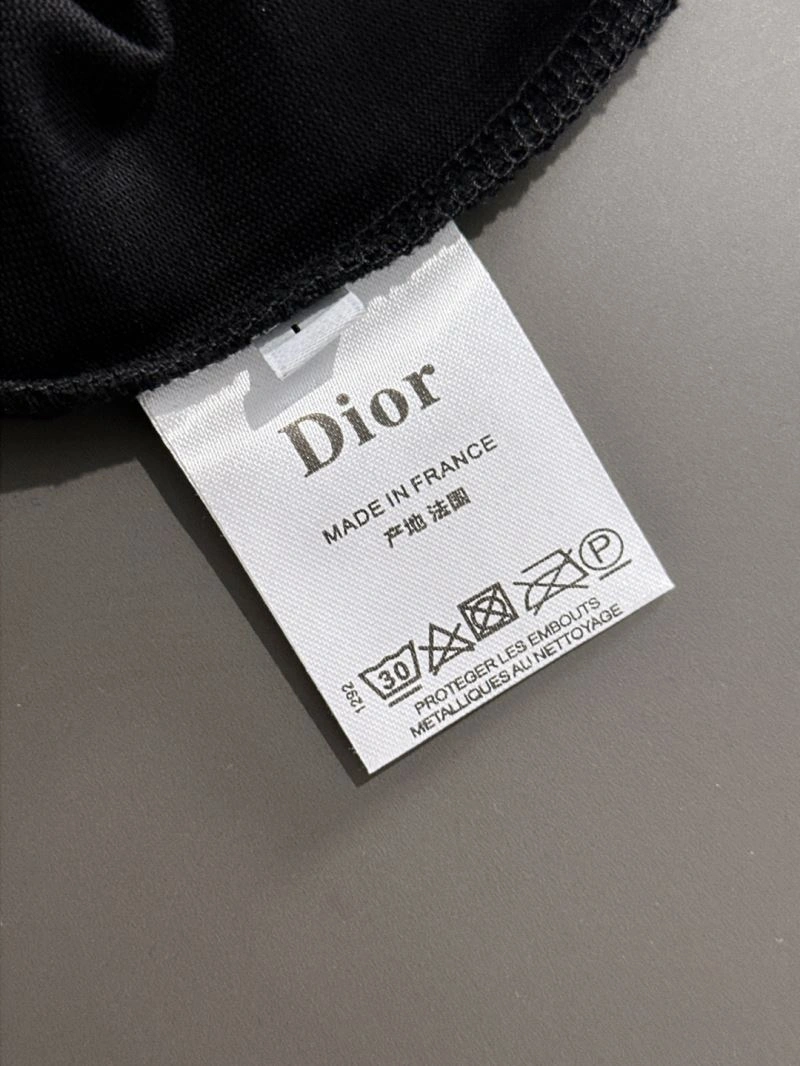 Dior
MADE IN FRANCE
产地 法国
1292
30
P
PROTEGER LES EMBOUTS
METALLIQUES AU NETTOYAGE